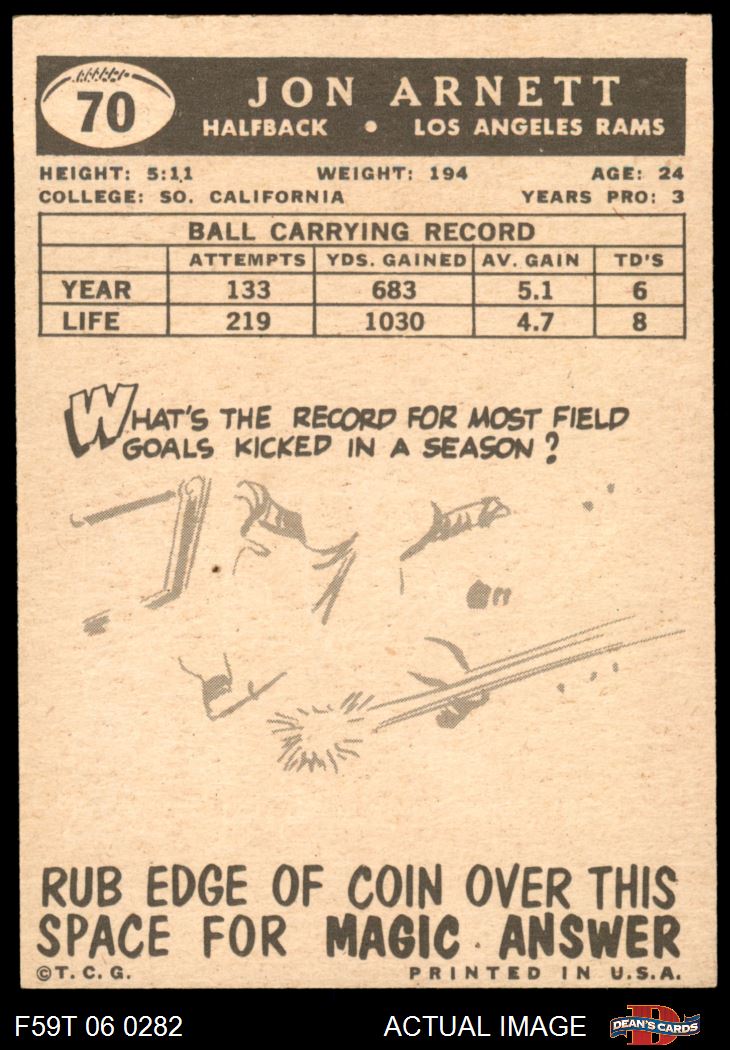 70
JON ARNETT
HALFBACK • LOS ANGELES RAMS
HEIGHT: 5:11 WEIGHT: 194 AGE: 24
COLLEGE: SO. CALIFORNIA YEARS PRO: 3
BALL CARRYING RECORD
ATTEMPTS YDS. GAINED AV. GAIN TD'S
YEAR 133 683 5.1 6
LIFE 219 1030 4.7 8
WHAT'S THE RECORD FOR MOST FIELD
GOALS KICKED IN A SEASON?
RUB EDGE OF COIN OVER THIS
SPACE FOR MAGIC ANSWER
©T.C.G. PRINTED IN U.S.A.
F59T 06 0282 ACTUAL IMAGE D DEAN'S CARDS